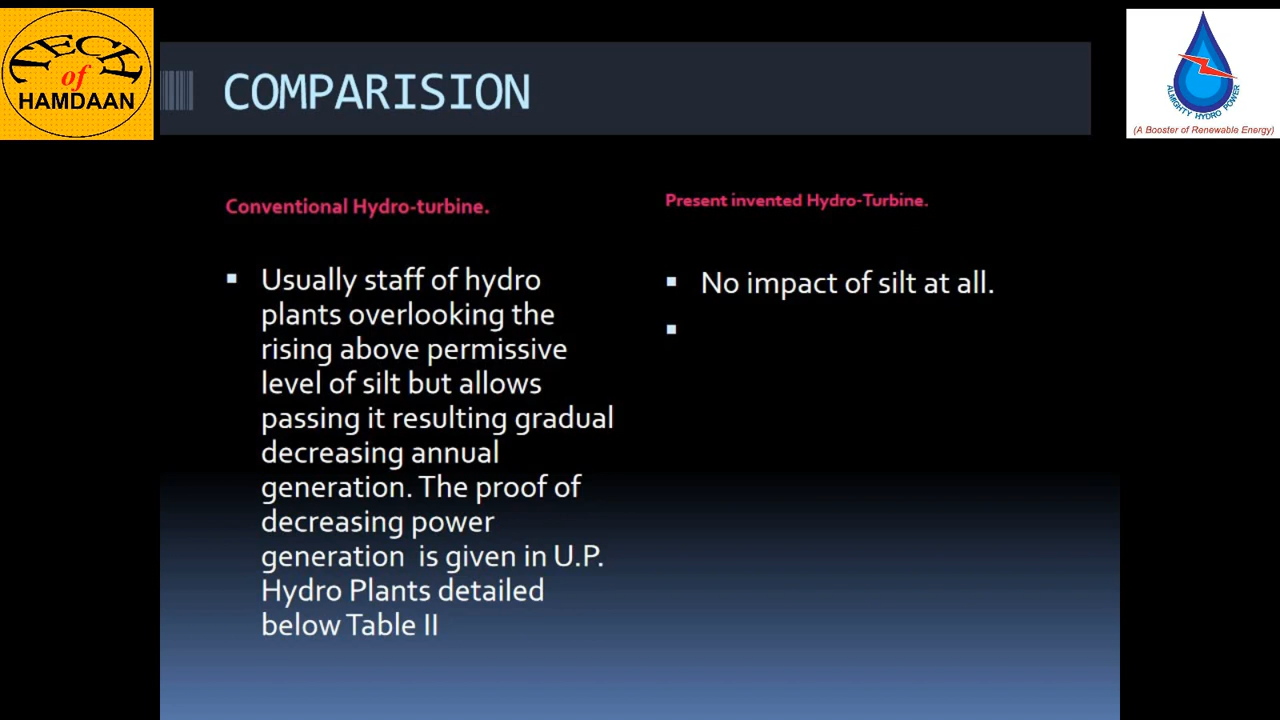 TECH
of
HAMDAAN
COMPARISION
ALMIGHTY HYDRO POWER
(A Booster of Renewable Energy)
Conventional Hydro-turbine.
Usually staff of hydro
plants overlooking the
rising above permissive
level of silt but allows
passing it resulting gradual
decreasing annual
generation. The proof of
decreasing power
generation  is given in U.P.
Hydro Plants detailed
below Table II
Present invented Hydro-Turbine.
No impact of silt at all.